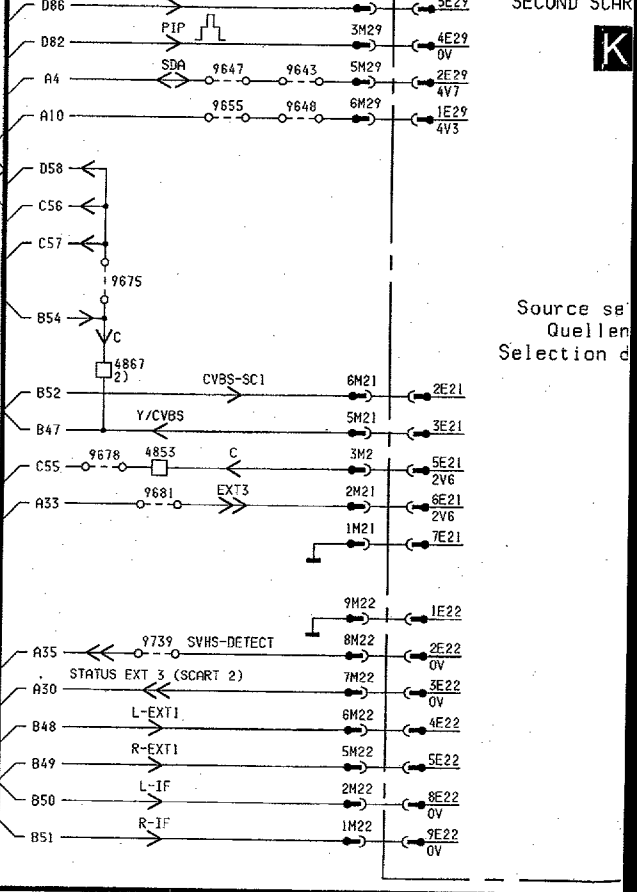 D86 5E29 SECOND SCAR
D82 PIP 3M29 4E29
0V
K
A4 SDA 9647 9643 5M29 2E29
4V7
A10 9655 9648 6M29 1E29
4V3
D58
C56
C57
9675
B54
C
4867
2)
Source se
Quellen
Selection d
B52 CVBS-SC1 6M21 2E21
B47 Y/CVBS 5M21 3E21
C55 9678 4853 C 3M2 5E21
2V6
A33 9681 EXT3 2M21 6E21
2V6
1M21 7E21
9M22 1E22
A35 9739 SVHS-DETECT 8M22 2E22
0V
A30 STATUS EXT 3 (SCART 2) 7M22 3E22
0V
B48 L-EXT1 6M22 4E22
B49 R-EXT1 5M22 5E22
B50 L-IF 2M22 8E22
0V
B51 R-IF 1M22 9E22
0V